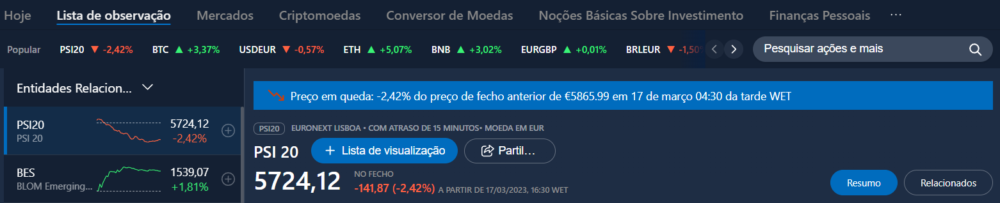 Hoje Lista de observação Mercados Criptomoedas Conversor de Moedas Noções Básicas Sobre Investimento Finanças Pessoais ...
Popular PSI20 ▼ -2,42% BTC ▲ +3,37% USDEUR ▼ -0,57% ETH ▲ +5,07% BNB ▲ +3,02% EURGBP ▲ +0,01% BRLEUR ▼ -1,50% Pesquisar ações e mais
Entidades Relacion...
PSI20 5724,12
PSI 20 -2,42%
BES 1539,07
BLOM Emerging... +1,81%
Preço em queda: -2,42% do preço de fecho anterior de €5865.99 em 17 de março 04:30 da tarde WET
PSI20 EURONEXT LISBOA • COM ATRASO DE 15 MINUTOS• MOEDA EM EUR
PSI 20 + Lista de visualização Partil...
5724,12 NO FECHO
-141,87 (-2,42%) A PARTIR DE 17/03/2023, 16:30 WET
Resumo Relacionados